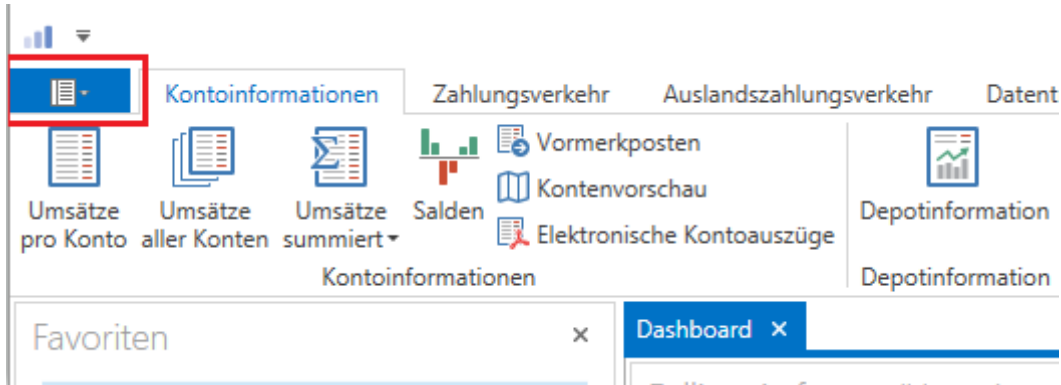 Kontoinformationen Zahlungsverkehr Auslandszahlungsverkehr Datent
Umsätze pro Konto
Umsätze aller Konten
Umsätze summiert
Salden
Vormerkposten
Kontenvorschau
Elektronische Kontoauszüge
Depotinformation
Kontoinformationen Depotinformation
Favoriten
Dashboard